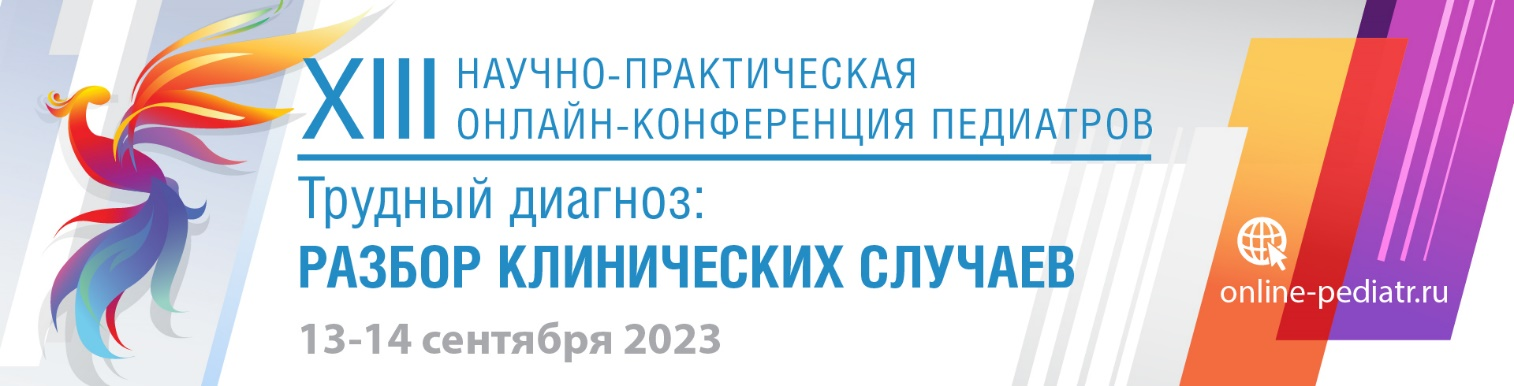 XIII
НАУЧНО-ПРАКТИЧЕСКАЯ
ОНЛАЙН-КОНФЕРЕНЦИЯ ПЕДИАТРОВ
Трудный диагноз:
РАЗБОР КЛИНИЧЕСКИХ СЛУЧАЕВ
13-14 сентября 2023
online-pediatr.ru